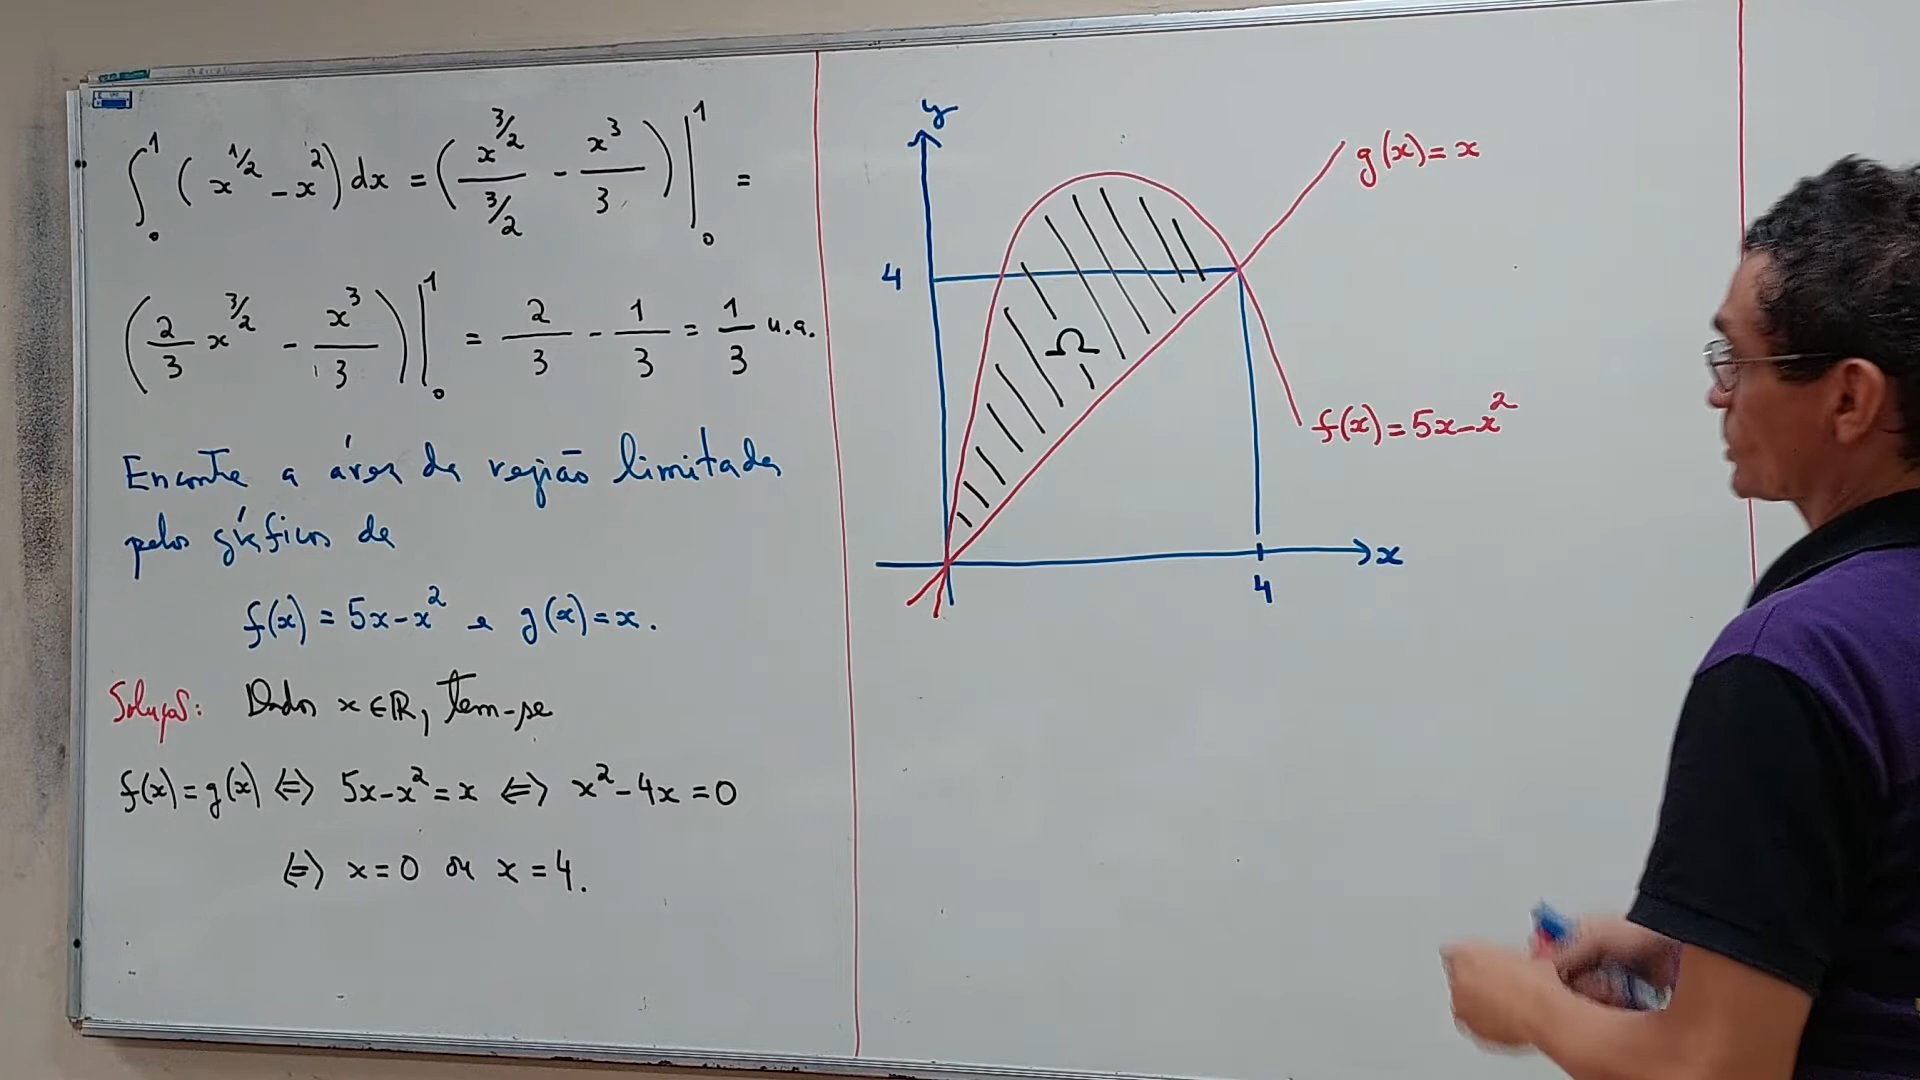 ∫₀¹ (x^{1/2} - x²) dx = (x^{3/2}/(3/2) - x³/3)|₀¹ =
(2/3 x^{3/2} - x³/3)|₀¹ = 2/3 - 1/3 = 1/3 u.a.
Encontre a área da região limitada
pelos gráficos de
f(x) = 5x-x² e g(x)=x.
Solução: Dados x∈ℝ, tem-se
f(x)=g(x) ⇔ 5x-x²=x ⇔ x²-4x=0
⇔ x=0 ou x=4.
y
g(x)=x
4
Ω
f(x)=5x-x²
x
4